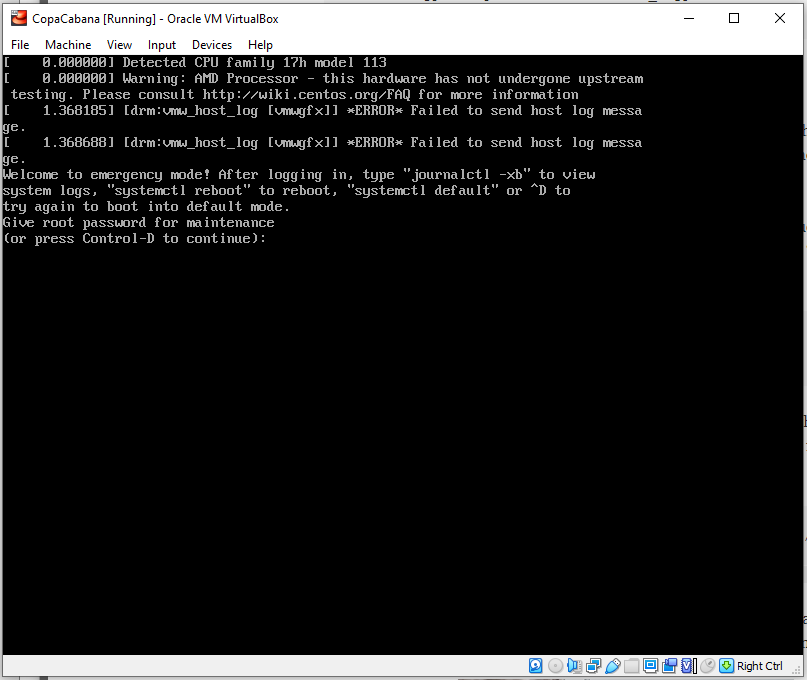 CopaCabana [Running] - Oracle VM VirtualBox
File Machine View Input Devices Help
[    0.000000] Detected CPU family 17h model 113
[    0.000000] Warning: AMD Processor - this hardware has not undergone upstream
 testing. Please consult http://wiki.centos.org/FAQ for more information
[    1.368185] [drm:vmw_host_log [vmwgfx]] *ERROR* Failed to send host log messa
ge.
[    1.368688] [drm:vmw_host_log [vmwgfx]] *ERROR* Failed to send host log messa
ge.
Welcome to emergency mode! After logging in, type "journalctl -xb" to view
system logs, "systemctl reboot" to reboot, "systemctl default" or ^D to
try again to boot into default mode.
Give root password for maintenance
(or press Control-D to continue):
Right Ctrl